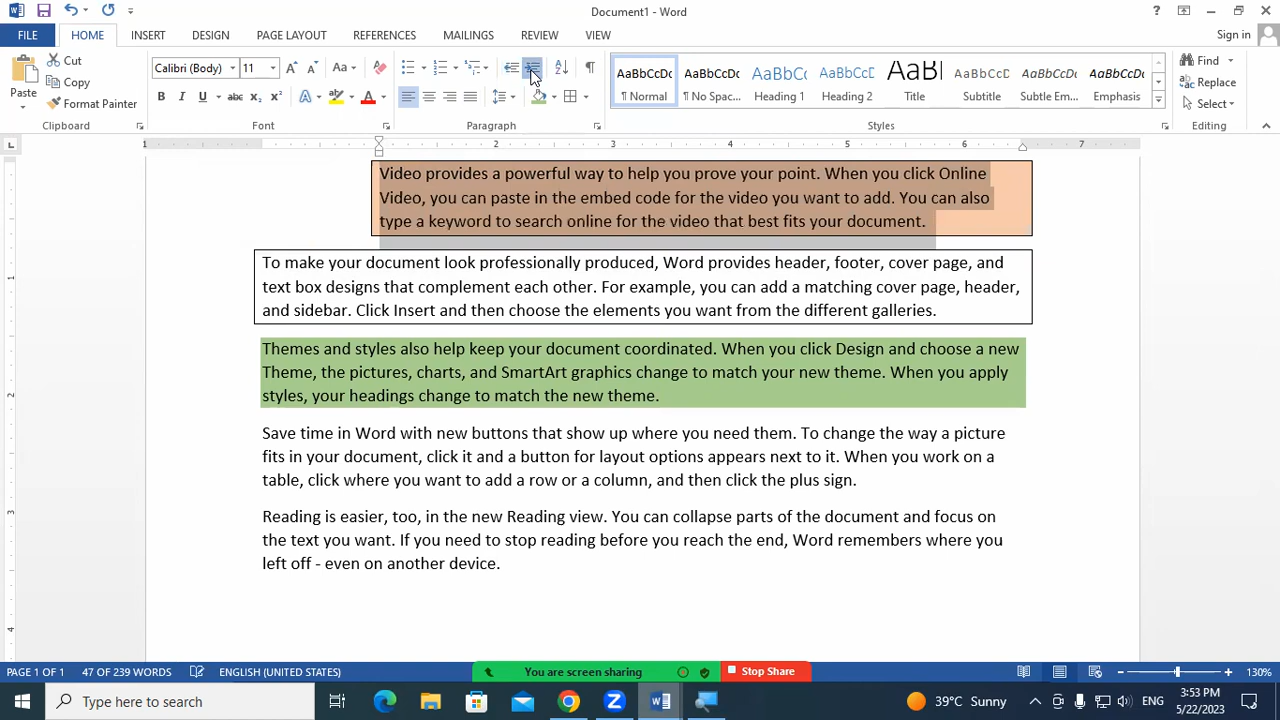 Document1 - Word
?
FILE HOME INSERT DESIGN PAGE LAYOUT REFERENCES MAILINGS REVIEW VIEW Sign in
Paste
Cut
Copy
Format Painter
Clipboard
Calibri (Body) 11 Aa
B I U abc A A
Font
Paragraph
AaBbCcDc AaBbCcDc AaBbCc AaBbCcC AaBl AaBbCcD AaBbCcDc AaBbCcDc
¶ Normal ¶ No Spac... Heading 1 Heading 2 Title Subtitle Subtle Em... Emphasis
Styles
Find
Replace
Select
Editing
1 2 3 4 5 6 7
Video provides a powerful way to help you prove your point. When you click Online
Video, you can paste in the embed code for the video you want to add. You can also
type a keyword to search online for the video that best fits your document.
To make your document look professionally produced, Word provides header, footer, cover page, and
text box designs that complement each other. For example, you can add a matching cover page, header,
and sidebar. Click Insert and then choose the elements you want from the different galleries.
Themes and styles also help keep your document coordinated. When you click Design and choose a new
Theme, the pictures, charts, and SmartArt graphics change to match your new theme. When you apply
styles, your headings change to match the new theme.
Save time in Word with new buttons that show up where you need them. To change the way a picture
fits in your document, click it and a button for layout options appears next to it. When you work on a
table, click where you want to add a row or a column, and then click the plus sign.
Reading is easier, too, in the new Reading view. You can collapse parts of the document and focus on
the text you want. If you need to stop reading before you reach the end, Word remembers where you
left off - even on another device.
1
2
3
4
PAGE 1 OF 1 47 OF 239 WORDS ENGLISH (UNITED STATES) You are screen sharing Stop Share 130%
Type here to search 39°C Sunny ENG 3:53 PM
5/22/2023